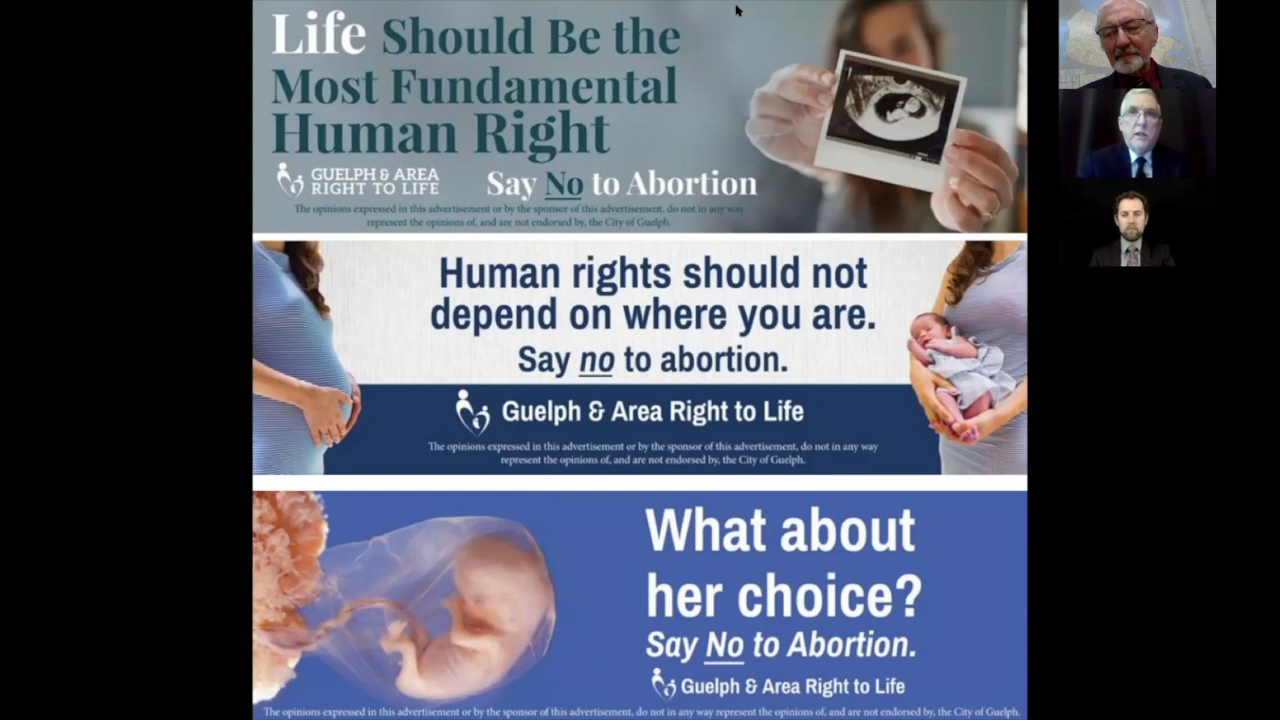 Life Should Be the
Most Fundamental
Human Right
GUELPH & AREA
RIGHT TO LIFE
Say No to Abortion
The opinions expressed in this advertisement or by the sponsor of this advertisement, do not in any way
represent the opinions of, and are not endorsed by, the City of Guelph.
Human rights should not
depend on where you are.
Say no to abortion.
Guelph & Area Right to Life
The opinions expressed in this advertisement or by the sponsor of this advertisement, do not in any way
represent the opinions of, and are not endorsed by, the City of Guelph.
What about
her choice?
Say No to Abortion.
Guelph & Area Right to Life
The opinions expressed in this advertisement or by the sponsor of this advertisement, do not in any way represent the opinions of, and are not endorsed by, the City of Guelph.